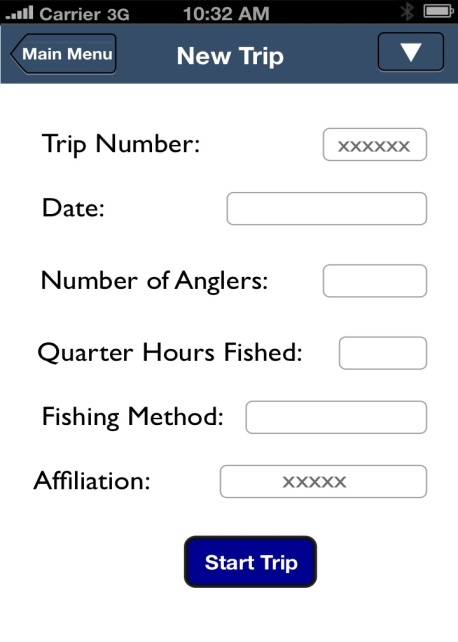 Carrier 3G 10:32 AM
Main Menu New Trip
Trip Number: xxxxxx
Date:
Number of Anglers:
Quarter Hours Fished:
Fishing Method:
Affiliation: xxxxx
Start Trip